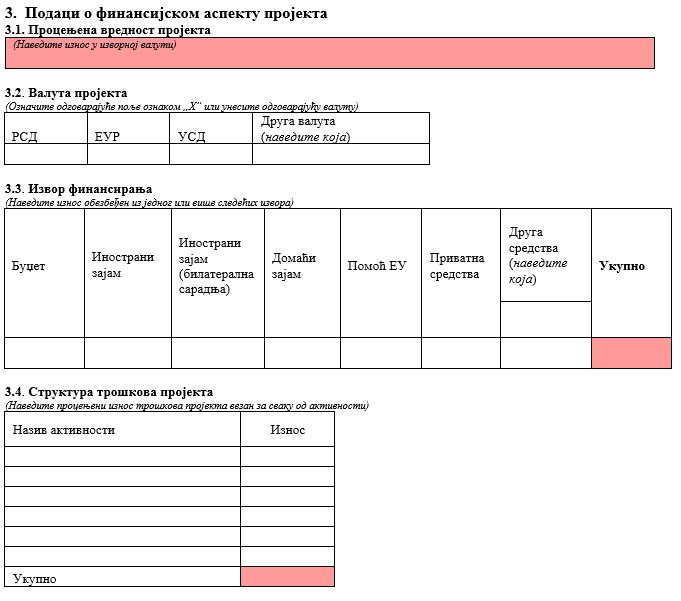 3. Подаци о финансијском аспекту пројекта
3.1. Процењена вредност пројекта
(Наведите износ у изворној валути)
3.2. Валута пројекта
(Означите одговарајуће поље ознаком „X“ или унесите одговарајућу валуту)
РСД
ЕУР
УСД
Друга валута
(наведите која)
3.3. Извор финансирања
(Наведите износ обезбеђен из једног или више следећих извора)
Буџет
Инострани
зајам
Инострани
зајам
(билатерална
сарадња)
Домаћи
зајам
Помоћ ЕУ
Приватна
средства
Друга
средства
(наведите
која)
Укупно
3.4. Структура трошкова пројекта
(Наведите процењени износ трошкова пројекта везан за сваку од активности)
Назив активности
Износ
Укупно